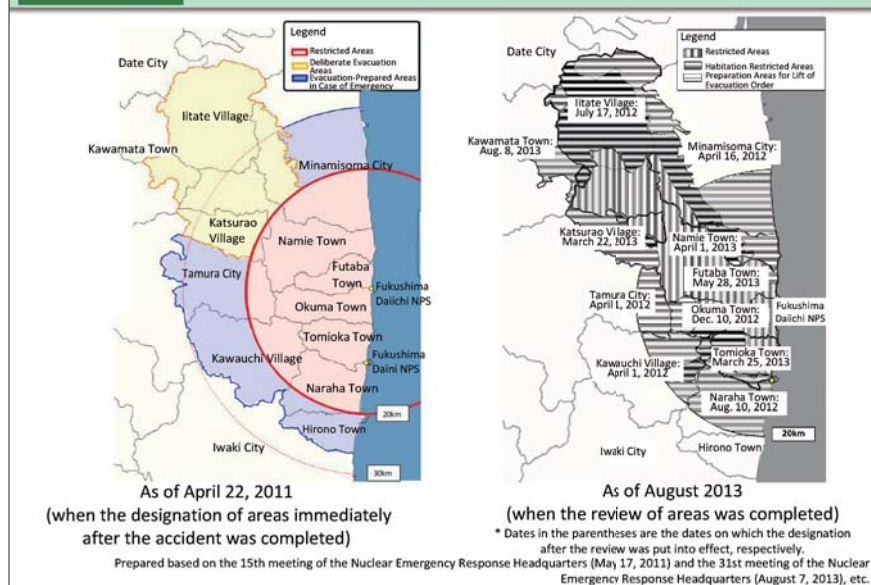 Legend
Restricted Areas
Deliberate Evacuation
Areas
Evacuation-Prepared Areas
in Case of Emergency
Date City
Iitate Village
Kawamata Town
Minamisoma City
Katsurao
Village
Namie Town
Tamura City
Futaba
Town
Fukushima
Daiichi NPS
Okuma Town
Tomioka Town
Kawauchi Village
Fukushima
Daini NPS
Naraha Town
20km
Hirono Town
Iwaki City
30km
As of April 22, 2011
(when the designation of areas immediately
after the accident was completed)
Legend
Restricted Areas
Habitation Restricted Areas
Preparation Areas for Lift of
Evacuation Order
Date City
Iitate Village:
July 17, 2012
Kawamata Town:
Aug. 8, 2013
Minamisoma City:
April 16, 2012
Katsurao Village:
March 22, 2013
Namie Town:
April 1, 2013
Futaba Town:
May 28, 2013
Tamura City:
April 1, 2012
Okuma Town:
Dec. 10, 2012
Fukushima
Daiichi NPS
Tomioka Town:
March 25, 2013
Kawauchi Village:
April 1, 2012
Naraha Town:
Aug. 10, 2012
20km
Iwaki City
Hirono Town
As of August 2013
(when the review of areas was completed)
* Dates in the parentheses are the dates on which the designation
after the review was put into effect, respectively.
Prepared based on the 15th meeting of the Nuclear Emergency Response Headquarters (May 17, 2011) and the 31st meeting of the Nuclear
Emergency Response Headquarters (August 7, 2013), etc.